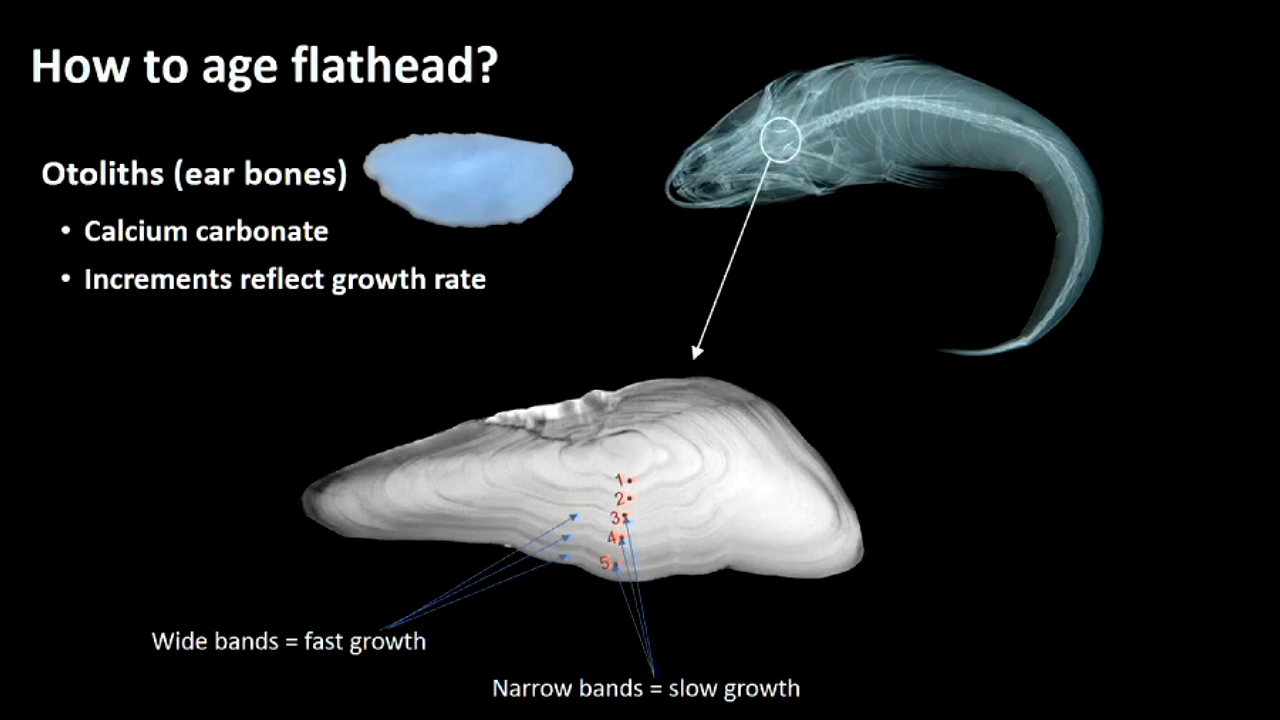 How to age flathead?
Otoliths (ear bones)
• Calcium carbonate
• Increments reflect growth rate
1
2
3
4
5
Wide bands = fast growth
Narrow bands = slow growth